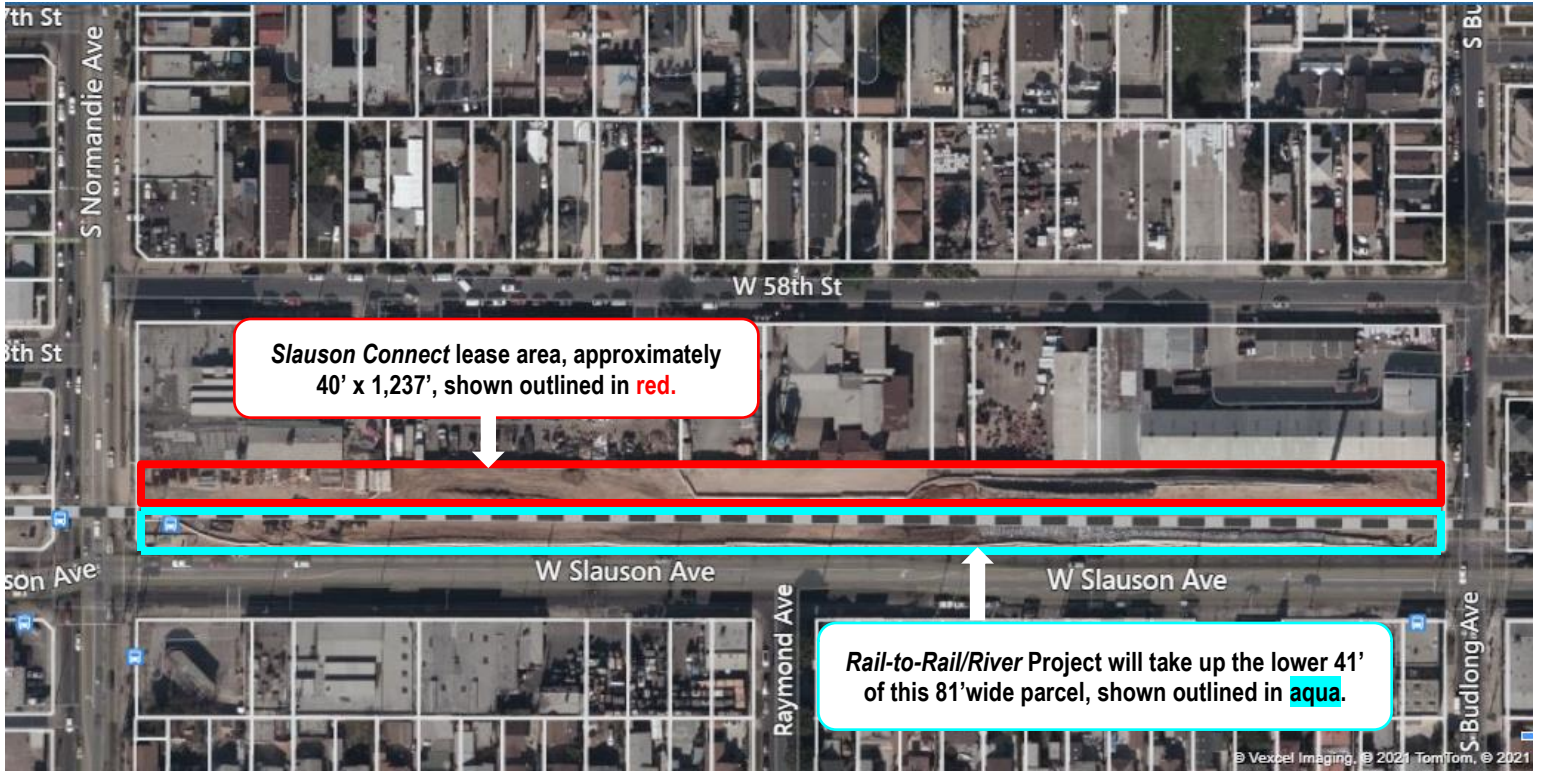 7th St
S Normandie Ave
S Bu
W 58th St
8th St
Slauson Connect lease area, approximately
40’ x 1,237’, shown outlined in red.
son Ave
W Slauson Ave
W Slauson Ave
Raymond Ave
S Budlong Ave
Rail-to-Rail/River Project will take up the lower 41’
of this 81’wide parcel, shown outlined in aqua.
© Vexcel Imaging, © 2021 TomTom, © 2021